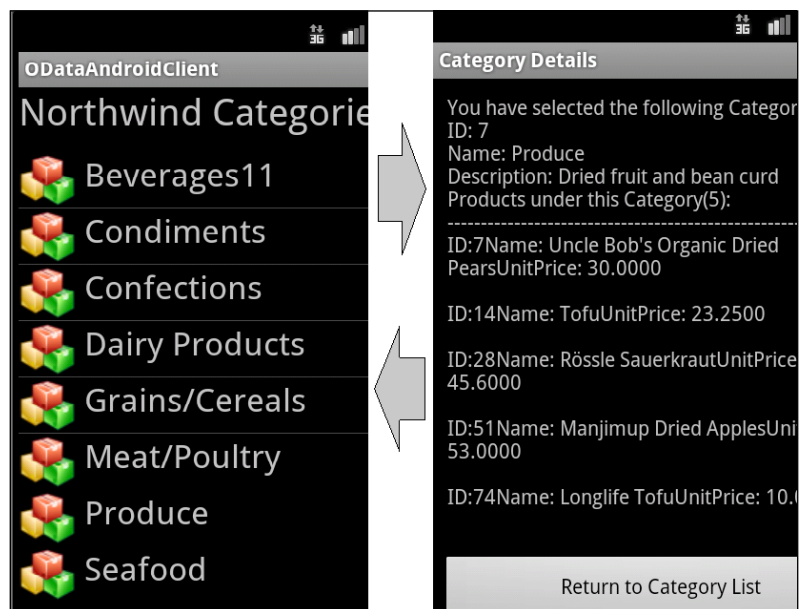 3G
ODataAndroidClient
Northwind Categorie
Beverages11
Condiments
Confections
Dairy Products
Grains/Cereals
Meat/Poultry
Produce
Seafood
3G
Category Details
You have selected the following Categor
ID: 7
Name: Produce
Description: Dried fruit and bean curd
Products under this Category(5):
--------------------------------------------------------
ID:7Name: Uncle Bob's Organic Dried
PearsUnitPrice: 30.0000
ID:14Name: TofuUnitPrice: 23.2500
ID:28Name: Rössle SauerkrautUnitPrice
45.6000
ID:51Name: Manjimup Dried ApplesUni
53.0000
ID:74Name: Longlife TofuUnitPrice: 10.
Return to Category List